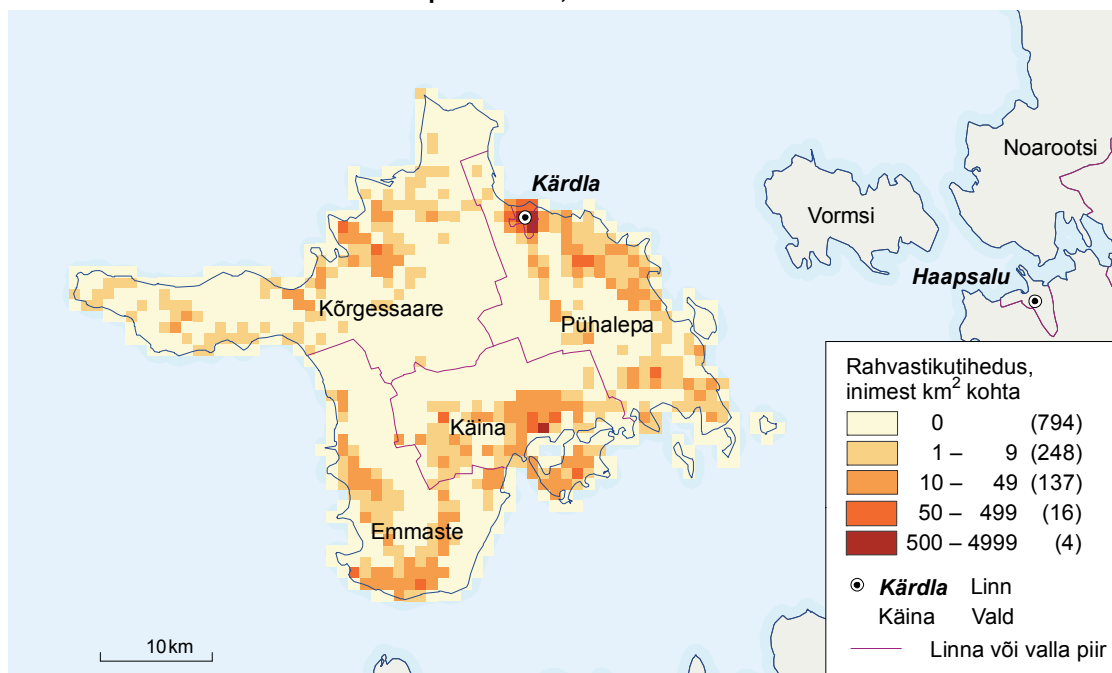 Kärdla
Noarootsi
Vormsi
Haapsalu
Kõrgessaare
Pühalepa
Käina
Emmaste
10 km
Rahvastikutihedus,
inimest km² kohta
0 (794)
1 – 9 (248)
10 – 49 (137)
50 – 499 (16)
500 – 4999 (4)
Kärdla Linn
Käina Vald
Linna või valla piir